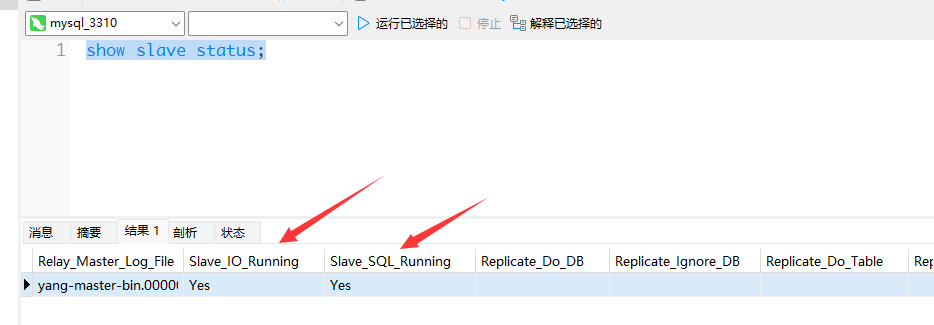 mysql_3310 运行已选择的 停止 解释已选择的
1 show slave status;
消息 摘要 结果 1 剖析 状态
Relay_Master_Log_File Slave_IO_Running Slave_SQL_Running Replicate_Do_DB Replicate_Ignore_DB Replicate_Do_Table Rep
yang-master-bin.00000 Yes Yes